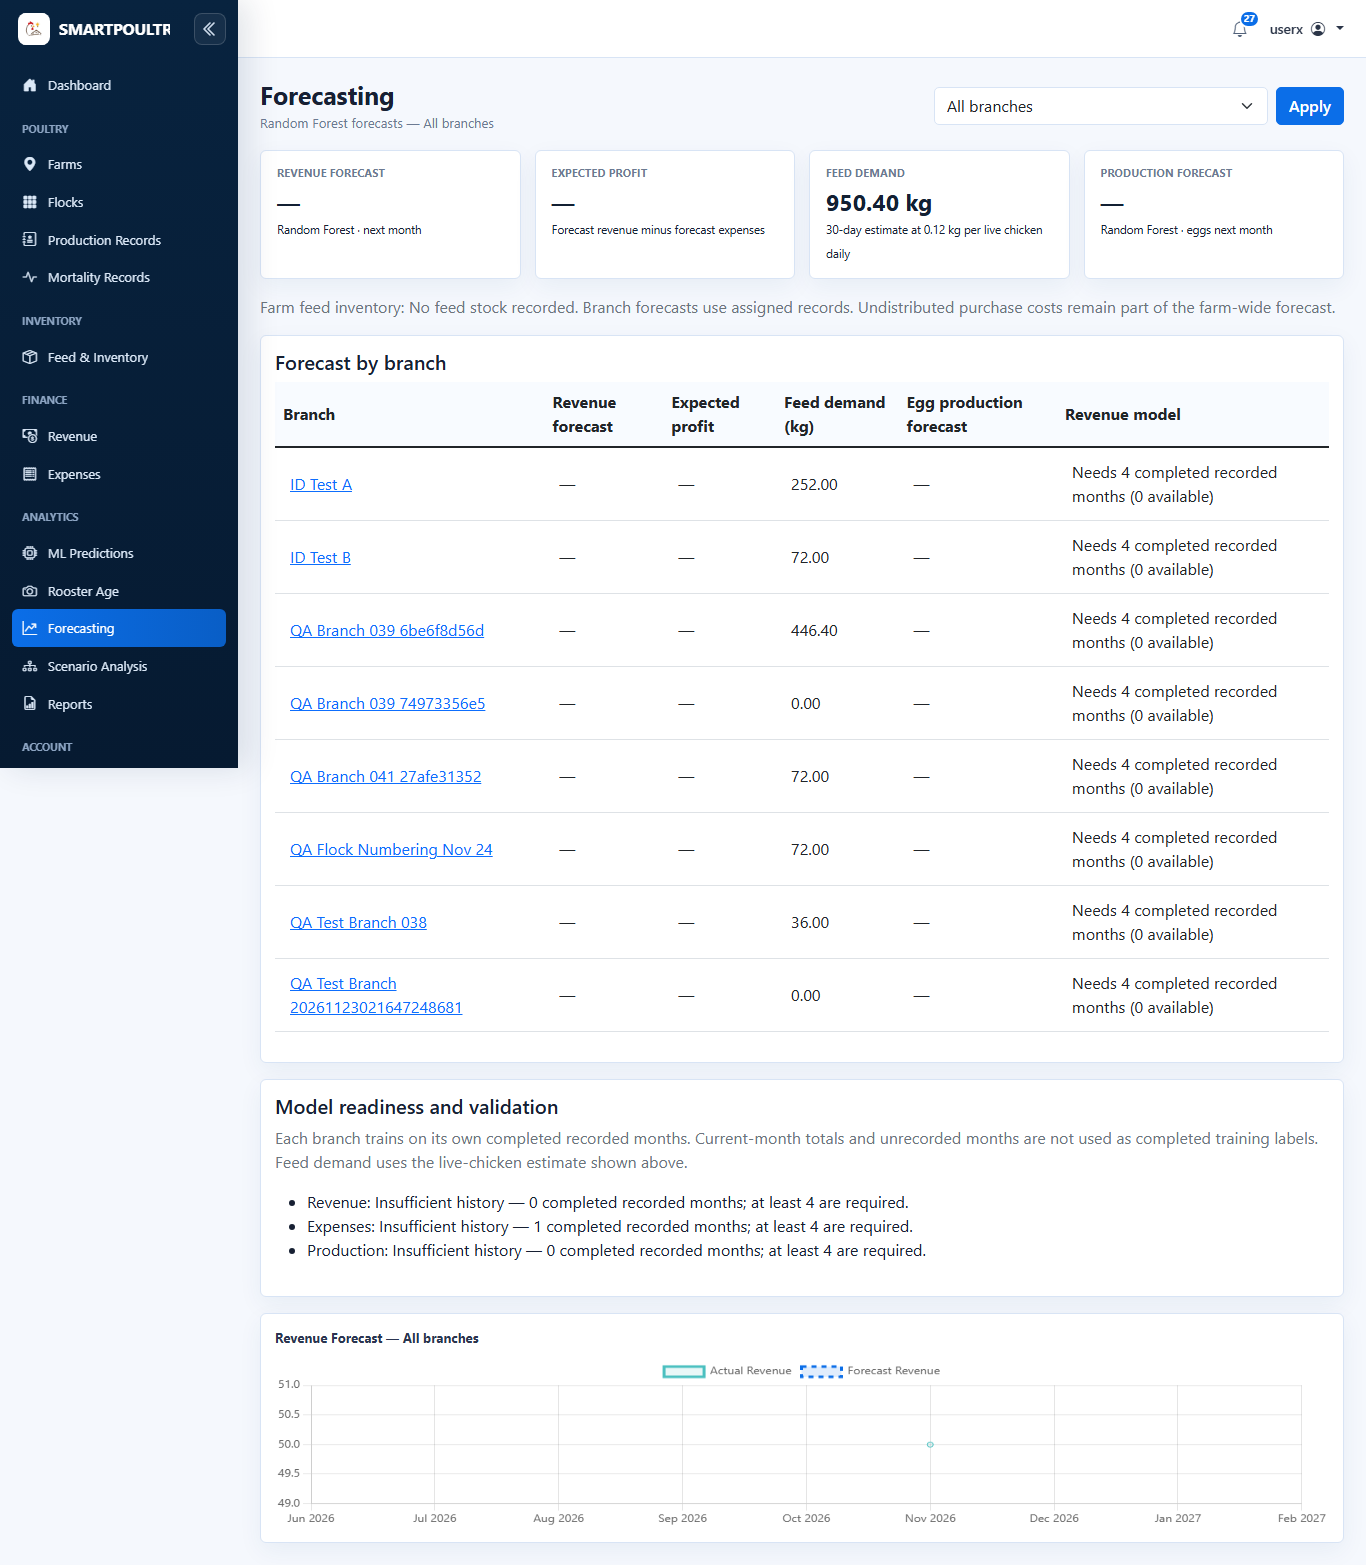 SMARTPOULTR
27
userx
Dashboard
POULTRY
Farms
Flocks
Production Records
Mortality Records
INVENTORY
Feed & Inventory
FINANCE
Revenue
Expenses
ANALYTICS
ML Predictions
Rooster Age
Forecasting
Scenario Analysis
Reports
ACCOUNT
Forecasting
Random Forest forecasts — All branches
All branches
Apply
REVENUE FORECAST
—
Random Forest · next month
EXPECTED PROFIT
—
Forecast revenue minus forecast expenses
FEED DEMAND
950.40 kg
30-day estimate at 0.12 kg per live chicken
daily
PRODUCTION FORECAST
—
Random Forest · eggs next month
Farm feed inventory: No feed stock recorded. Branch forecasts use assigned records. Undistributed purchase costs remain part of the farm-wide forecast.
Forecast by branch
Branch
Revenue
forecast
Expected
profit
Feed demand
(kg)
Egg production
forecast
Revenue model
ID Test A
—
—
252.00
—
Needs 4 completed recorded
months (0 available)
ID Test B
—
—
72.00
—
Needs 4 completed recorded
months (0 available)
QA Branch 039 6be6f8d56d
—
—
446.40
—
Needs 4 completed recorded
months (0 available)
QA Branch 039 74973356e5
—
—
0.00
—
Needs 4 completed recorded
months (0 available)
QA Branch 041 27afe31352
—
—
72.00
—
Needs 4 completed recorded
months (0 available)
QA Flock Numbering Nov 24
—
—
72.00
—
Needs 4 completed recorded
months (0 available)
QA Test Branch 038
—
—
36.00
—
Needs 4 completed recorded
months (0 available)
QA Test Branch
20261123021647248681
—
—
0.00
—
Needs 4 completed recorded
months (0 available)
Model readiness and validation
Each branch trains on its own completed recorded months. Current-month totals and unrecorded months are not used as completed training labels.
Feed demand uses the live-chicken estimate shown above.
Revenue: Insufficient history — 0 completed recorded months; at least 4 are required.
Expenses: Insufficient history — 1 completed recorded months; at least 4 are required.
Production: Insufficient history — 0 completed recorded months; at least 4 are required.
Revenue Forecast — All branches
Actual Revenue
Forecast Revenue
51.0
50.5
50.0
49.5
49.0
Jun 2026
Jul 2026
Aug 2026
Sep 2026
Oct 2026
Nov 2026
Dec 2026
Jan 2027
Feb 2027